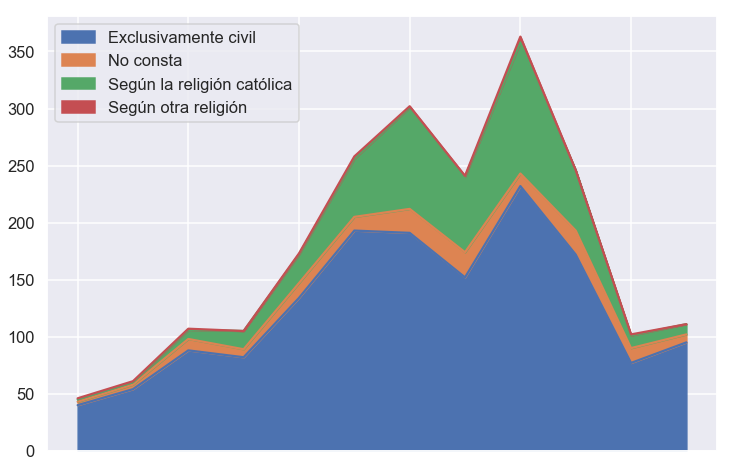 Exclusivamente civil
No consta
Según la religión católica
Según otra religión
350
300
250
200
150
100
50
0